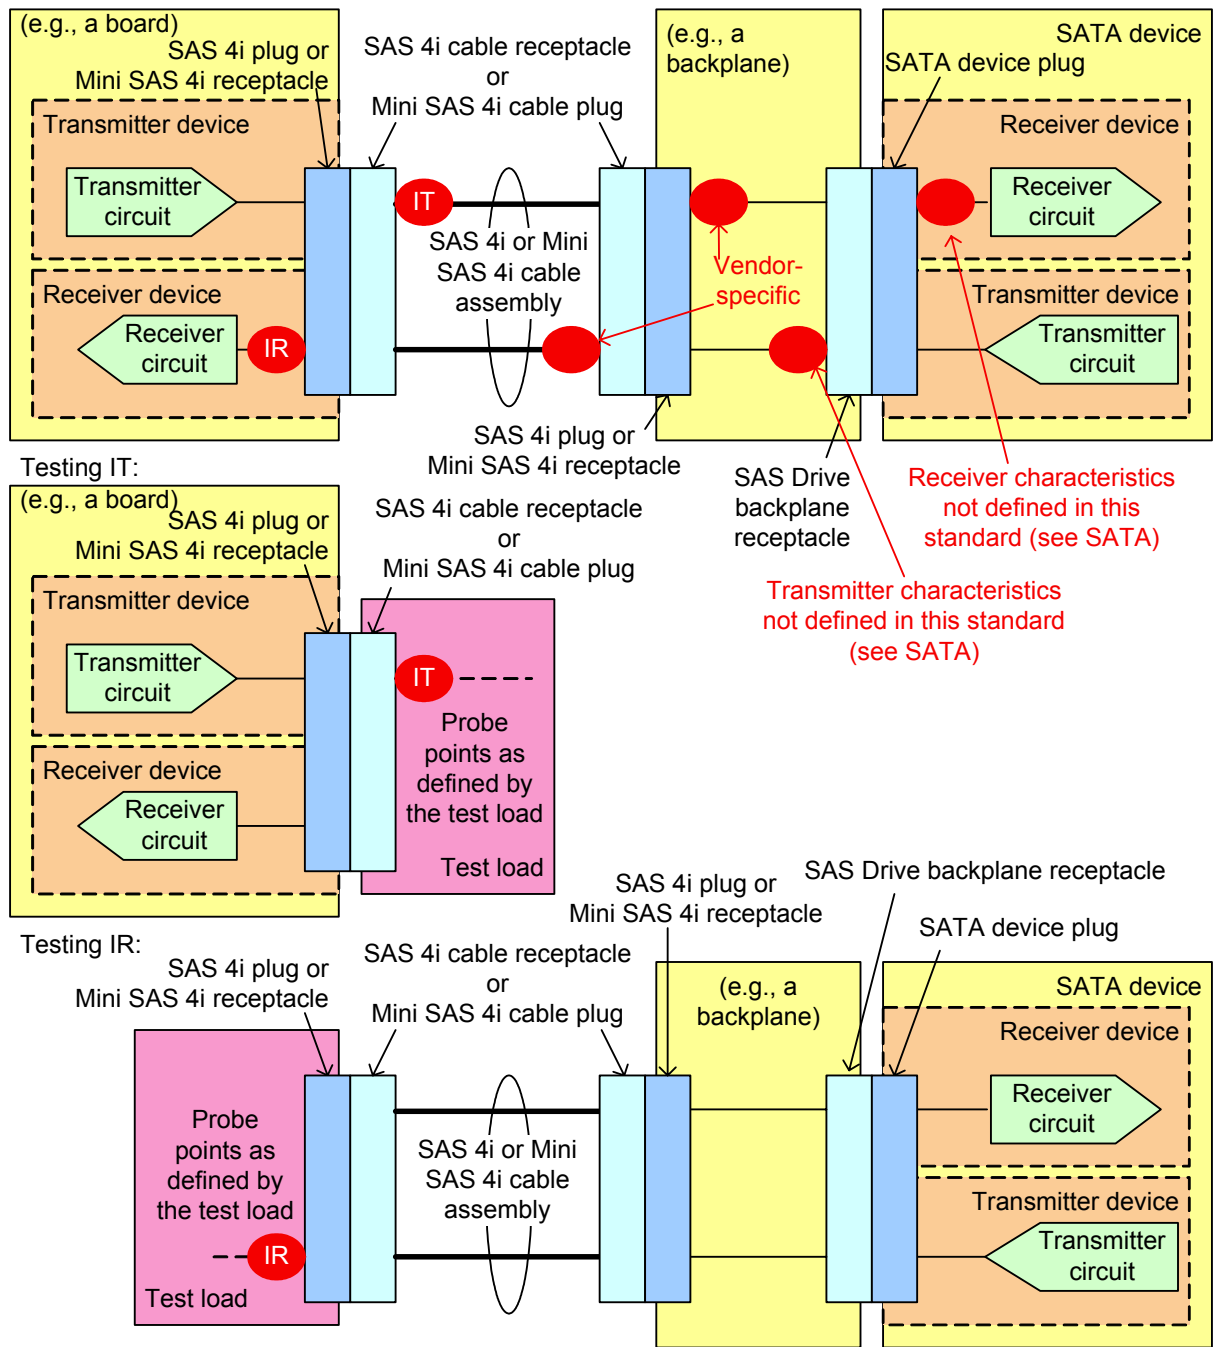 (e.g., a board)
SAS 4i plug or
Mini SAS 4i receptacle
SAS 4i cable receptacle
or
Mini SAS 4i cable plug
(e.g., a
backplane)
SATA device
SATA device plug
Transmitter device
Transmitter
circuit
Receiver device
Receiver
circuit
IR
IT
SAS 4i or Mini
SAS 4i cable
assembly
Vendor-
specific
Receiver device
Receiver
circuit
Transmitter device
Transmitter
circuit
SAS 4i plug or
Mini SAS 4i receptacle
SAS Drive
backplane
receptacle
Receiver characteristics
not defined in this
standard (see SATA)
Transmitter characteristics
not defined in this standard
(see SATA)
Testing IT:
(e.g., a board)
SAS 4i plug or
Mini SAS 4i receptacle
SAS 4i cable receptacle
or
Mini SAS 4i cable plug
Transmitter device
Transmitter
circuit
Receiver device
Receiver
circuit
IT
Probe
points as
defined by
the test load
Test load
Testing IR:
SAS 4i plug or
Mini SAS 4i receptacle
SAS 4i cable receptacle
or
Mini SAS 4i cable plug
SAS 4i plug or
Mini SAS 4i receptacle
SAS Drive backplane receptacle
SATA device plug
(e.g., a
backplane)
SATA device
Probe
points as
defined by
the test load
IR
Test load
SAS 4i or Mini
SAS 4i cable
assembly
Receiver device
Receiver
circuit
Transmitter device
Transmitter
circuit